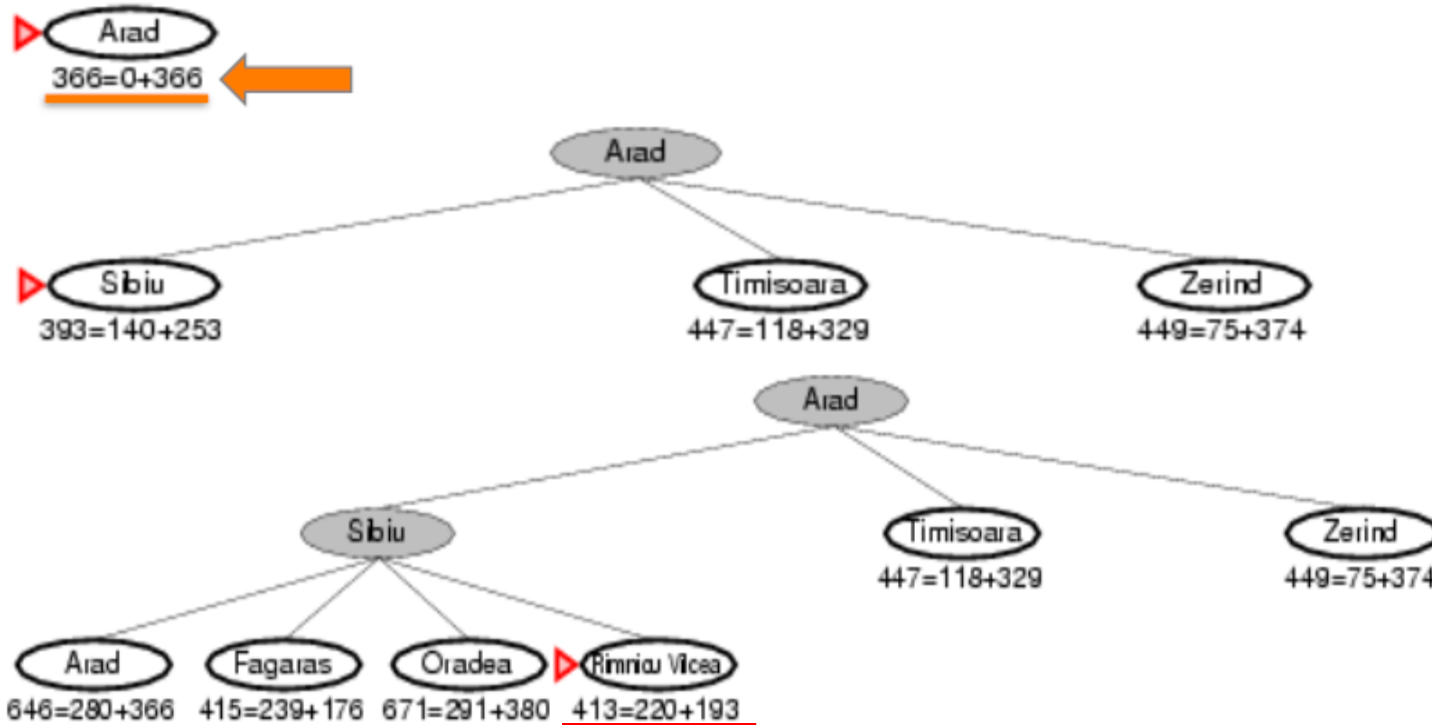 Arad
366=0+366
Arad
Sibiu Timisoara Zerind
393=140+253 447=118+329 449=75+374
Arad
Sibiu Timisoara Zerind
447=118+329 449=75+374
Arad Fagaras Oradea Rimnicu Vilcea
646=280+366 415=239+176 671=291+380 413=220+193